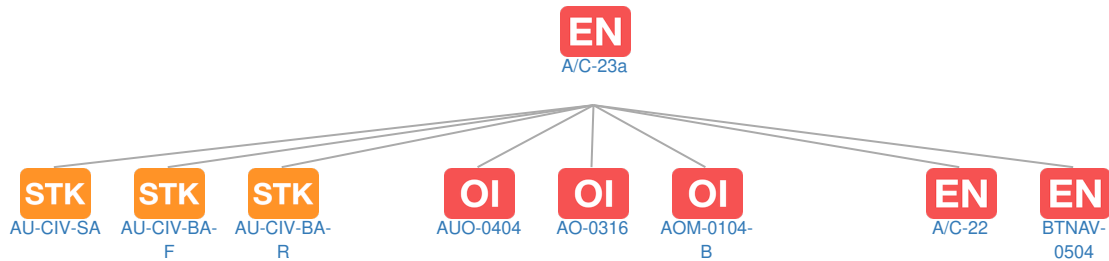 EN
A/C-23a
STK STK STK OI OI OI EN EN
AU-CIV-SA AU-CIV-BA- AU-CIV-BA- AUO-0404 AO-0316 AOM-0104- A/C-22 BTNAV-
F R B 0504